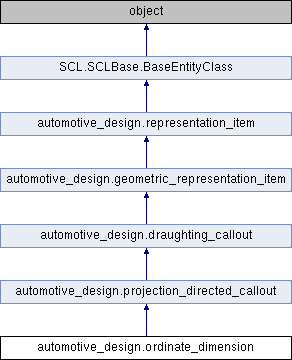 object
SCL.SCLBase.BaseEntityClass
automotive_design.representation_item
automotive_design.geometric_representation_item
automotive_design.draughting_callout
automotive_design.projection_directed_callout
automotive_design.ordinate_dimension